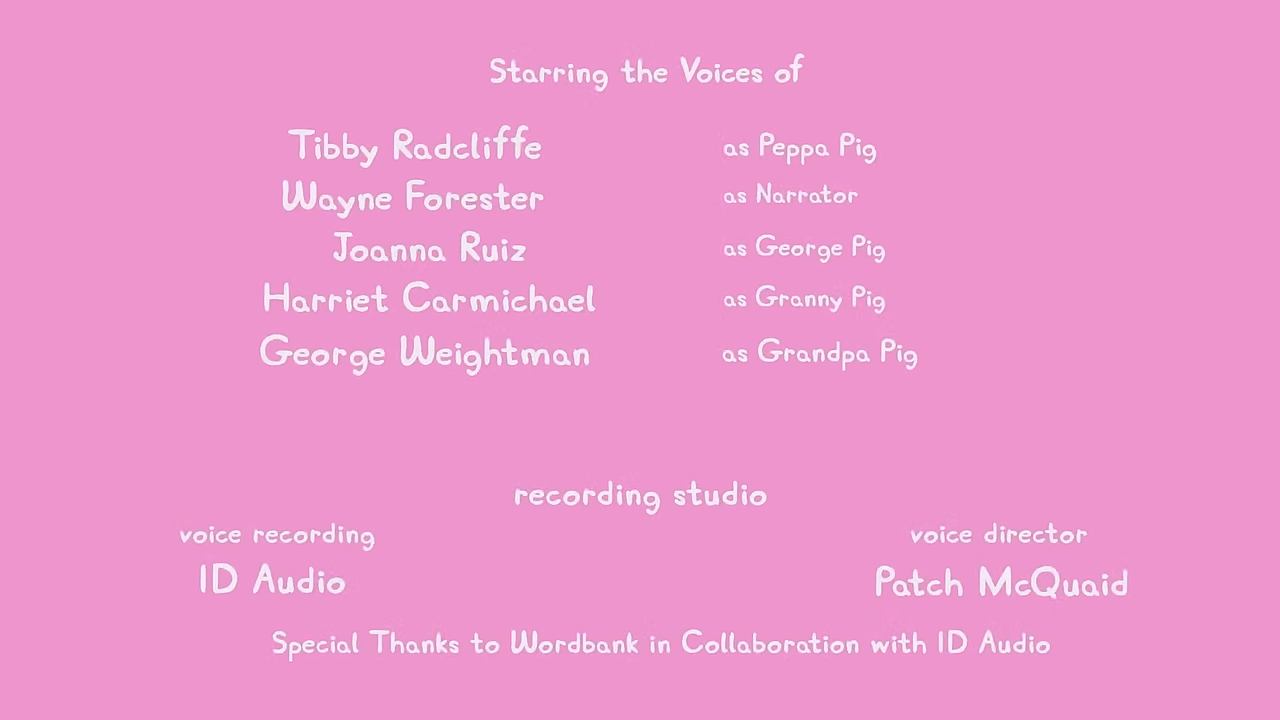 Starring the Voices of
Tibby Radcliffe as Peppa Pig
Wayne Forester as Narrator
Joanna Ruiz as George Pig
Harriet Carmichael as Granny Pig
George Weightman as Grandpa Pig
recording studio
voice recording voice director
ID Audio Patch McQuaid
Special Thanks to Wordbank in Collaboration with ID Audio